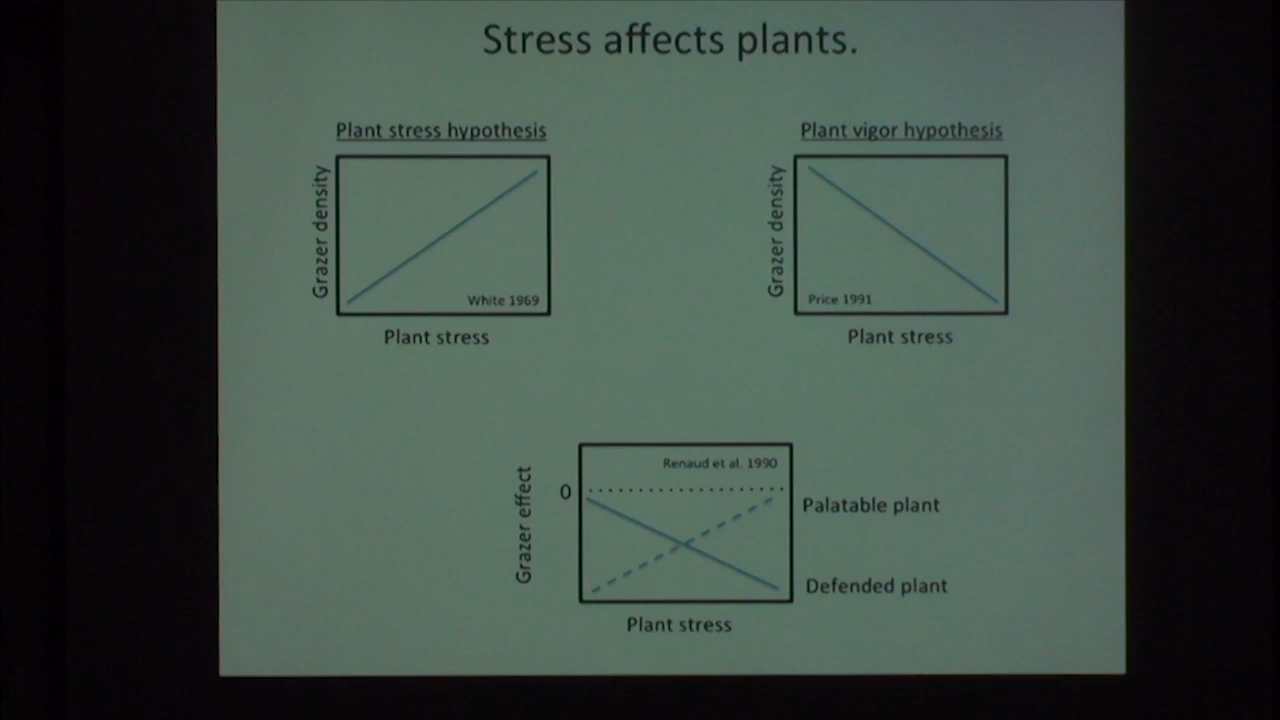 Stress affects plants.
Plant stress hypothesis
Grazer density
White 1969
Plant stress
Plant vigor hypothesis
Grazer density
Price 1991
Plant stress
Grazer effect
0
Renaud et al. 1990
Palatable plant
Defended plant
Plant stress